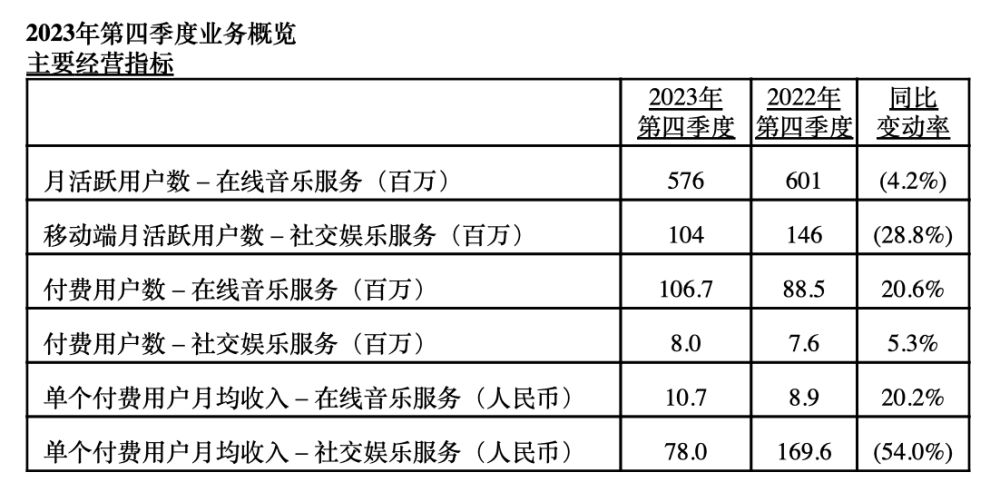 2023年第四季度业务概览
主要经营指标
2023年 2022年 同比
第四季度 第四季度 变动率
月活跃用户数 – 在线音乐服务（百万） 576 601 (4.2%)
移动端月活跃用户数 – 社交娱乐服务（百万） 104 146 (28.8%)
付费用户数 – 在线音乐服务（百万） 106.7 88.5 20.6%
付费用户数 – 社交娱乐服务（百万） 8.0 7.6 5.3%
单个付费用户月均收入 – 在线音乐服务（人民币） 10.7 8.9 20.2%
单个付费用户月均收入 – 社交娱乐服务（人民币） 78.0 169.6 (54.0%)